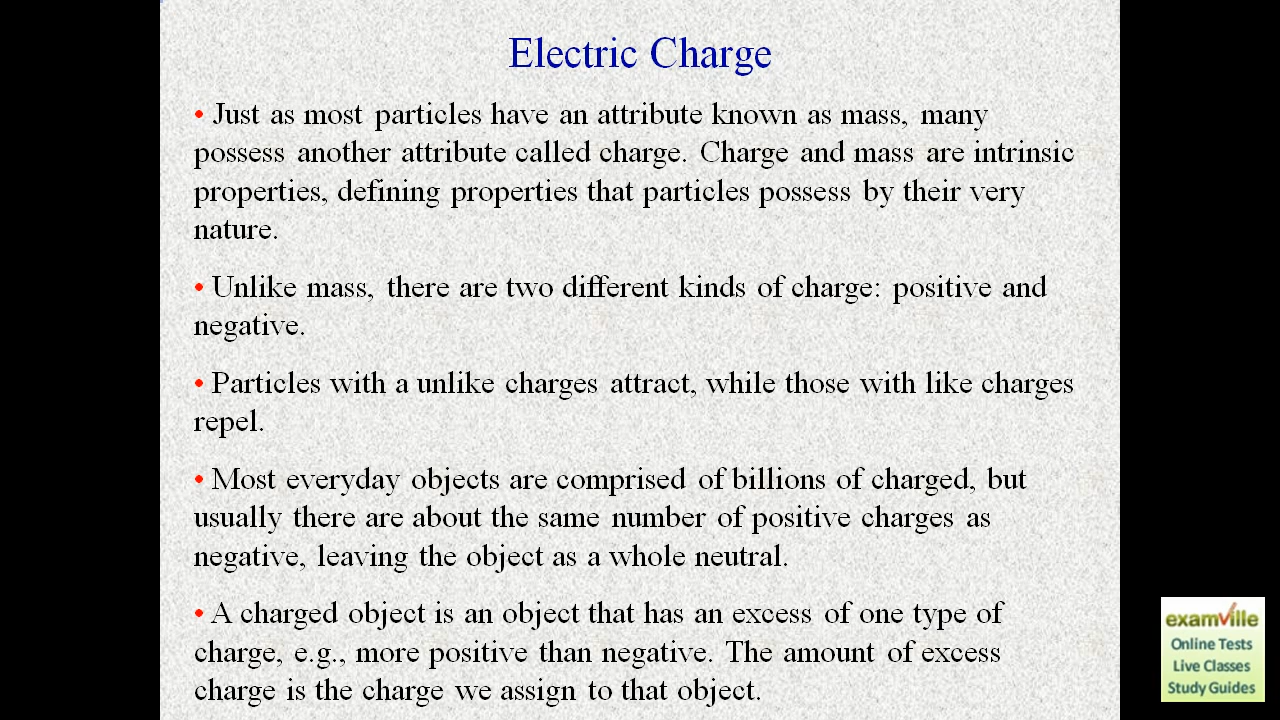 Electric Charge
• Just as most particles have an attribute known as mass, many
possess another attribute called charge. Charge and mass are intrinsic
properties, defining properties that particles possess by their very
nature.
• Unlike mass, there are two different kinds of charge: positive and
negative.
• Particles with a unlike charges attract, while those with like charges
repel.
• Most everyday objects are comprised of billions of charged, but
usually there are about the same number of positive charges as
negative, leaving the object as a whole neutral.
• A charged object is an object that has an excess of one type of
charge, e.g., more positive than negative. The amount of excess
charge is the charge we assign to that object.
examville
Online Tests
Live Classes
Study Guides